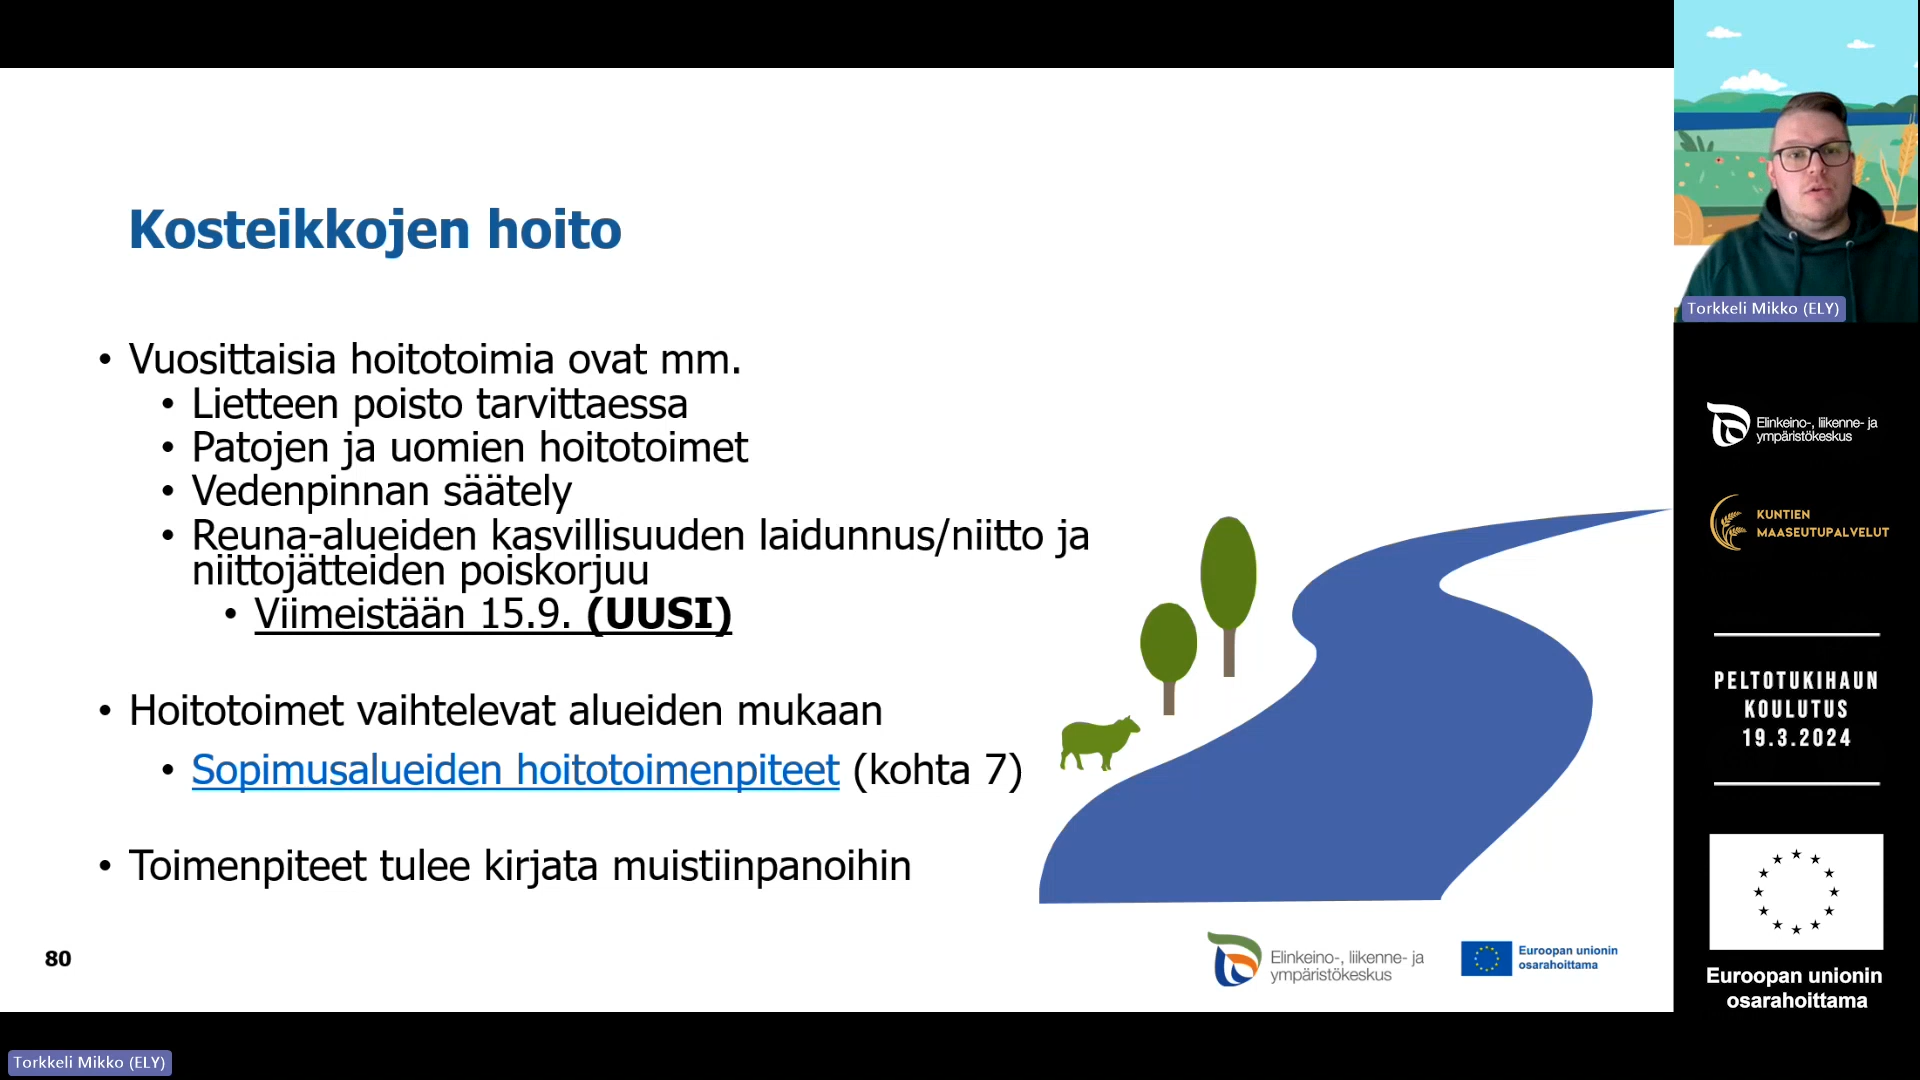 Kosteikkojen hoito
• Vuosittaisia hoitotoimia ovat mm.
• Lietteen poisto tarvittaessa
• Patojen ja uomien hoitotoimet
• Vedenpinnan säätely
• Reuna-alueiden kasvillisuuden laidunnus/niitto ja
niittojätteiden poiskorjuu
• Viimeistään 15.9. (UUSI)
• Hoitotoimet vaihtelevat alueiden mukaan
• Sopimusalueiden hoitotoimenpiteet (kohta 7)
• Toimenpiteet tulee kirjata muistiinpanoihin
80
Elinkeino-, liikenne- ja
ympäristökeskus
Euroopan unionin
osarahoittama
Torkkeli Mikko (ELY)
Elinkeino-, liikenne- ja
ympäristökeskus
KUNTIEN
MAASEUTUPALVELUT
PELTOTUKIHAUN
KOULUTUS
19.3.2024
Euroopan unionin
osarahoittama
Torkkeli Mikko (ELY)